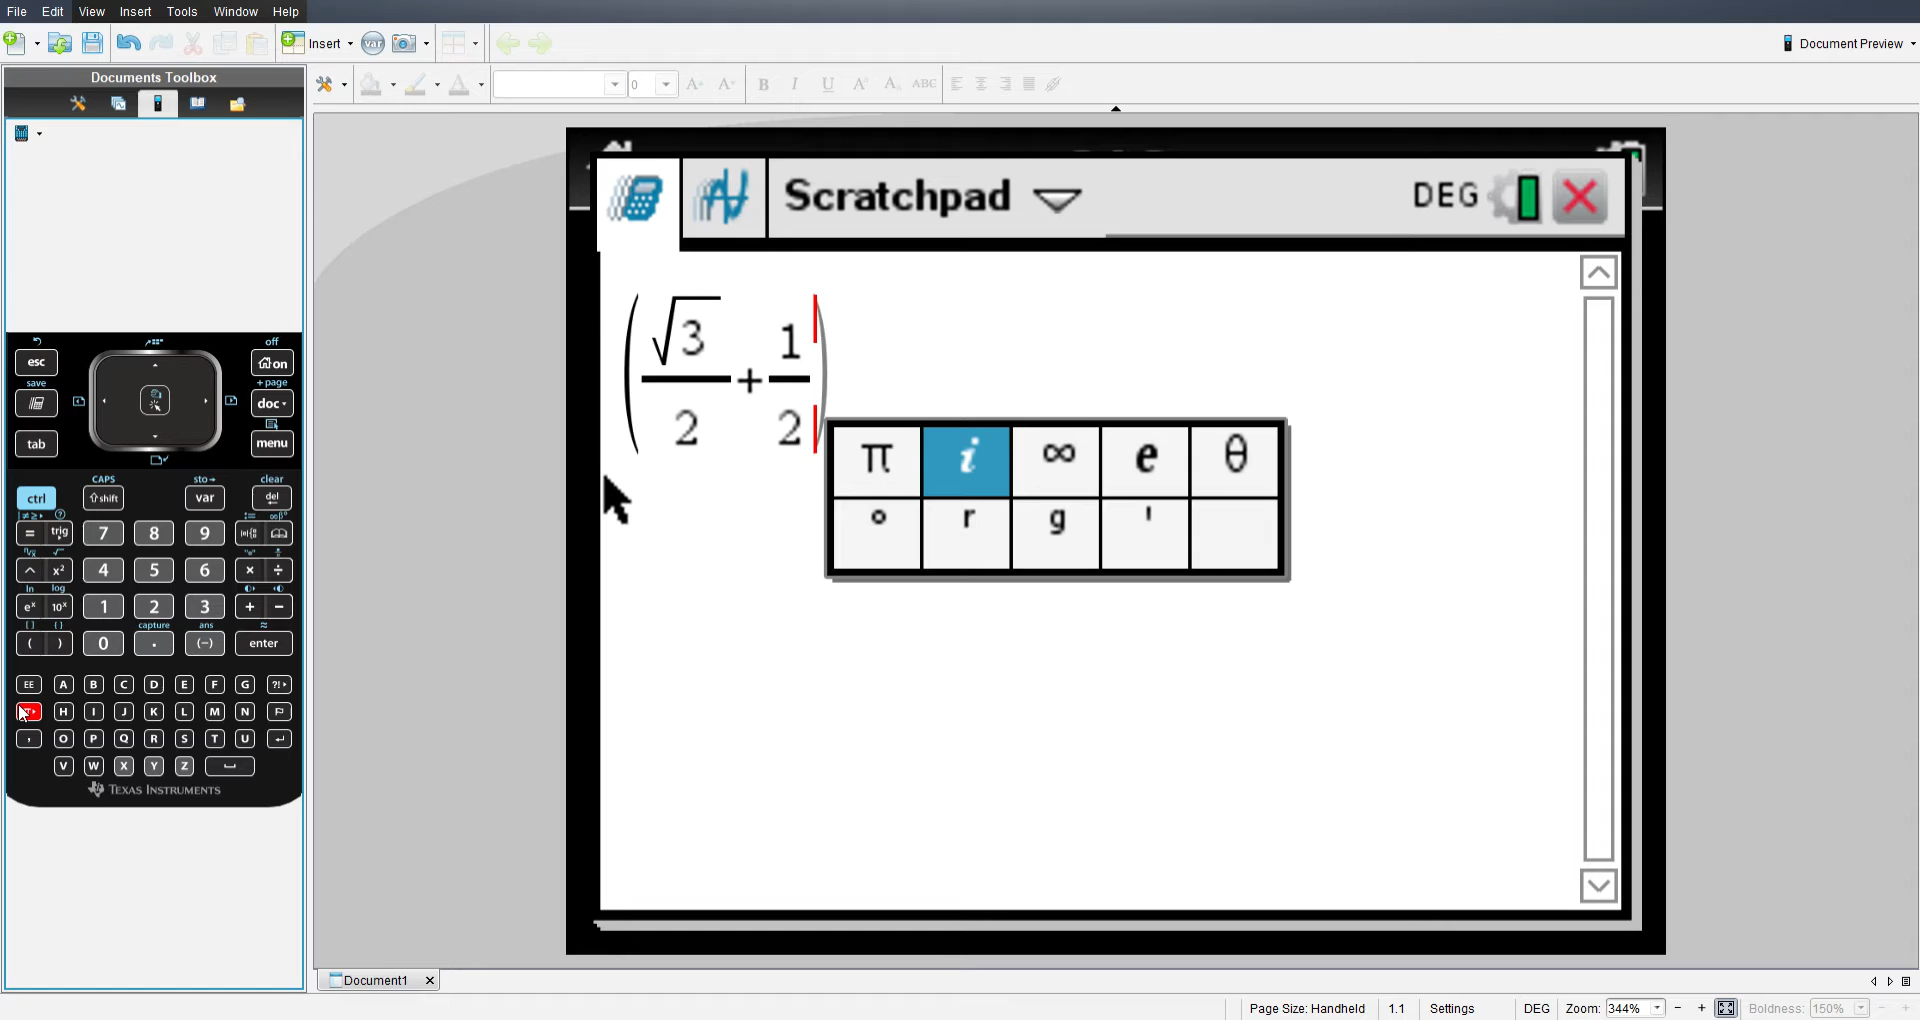 File Edit View Insert Tools Window Help
Insert var Document Preview
Documents Toolbox
0 A A B I U A A ABC
Scratchpad DEG
(√3/2+1/2)
π i ∞ e θ
° r g '
off
esc on
save + page
doc
tab menu
CAPS sto→ clear
ctrl shift var del
|≠≥▸ ? := ∞β°
= trig 7 8 9
ⁿ√x √ "▫"
^ x² 4 5 6 × ÷
ln log
eˣ 10ˣ 1 2 3 + −
[ ] { } capture ans ≈
( ) 0 . (−) enter
EE A B C D E F G ?!▸
H I J K L M N
, O P Q R S T U
V W X Y Z
TEXAS INSTRUMENTS
Document1
Page Size: Handheld 1.1 Settings DEG Zoom: 344% − + Boldness: 150% − +